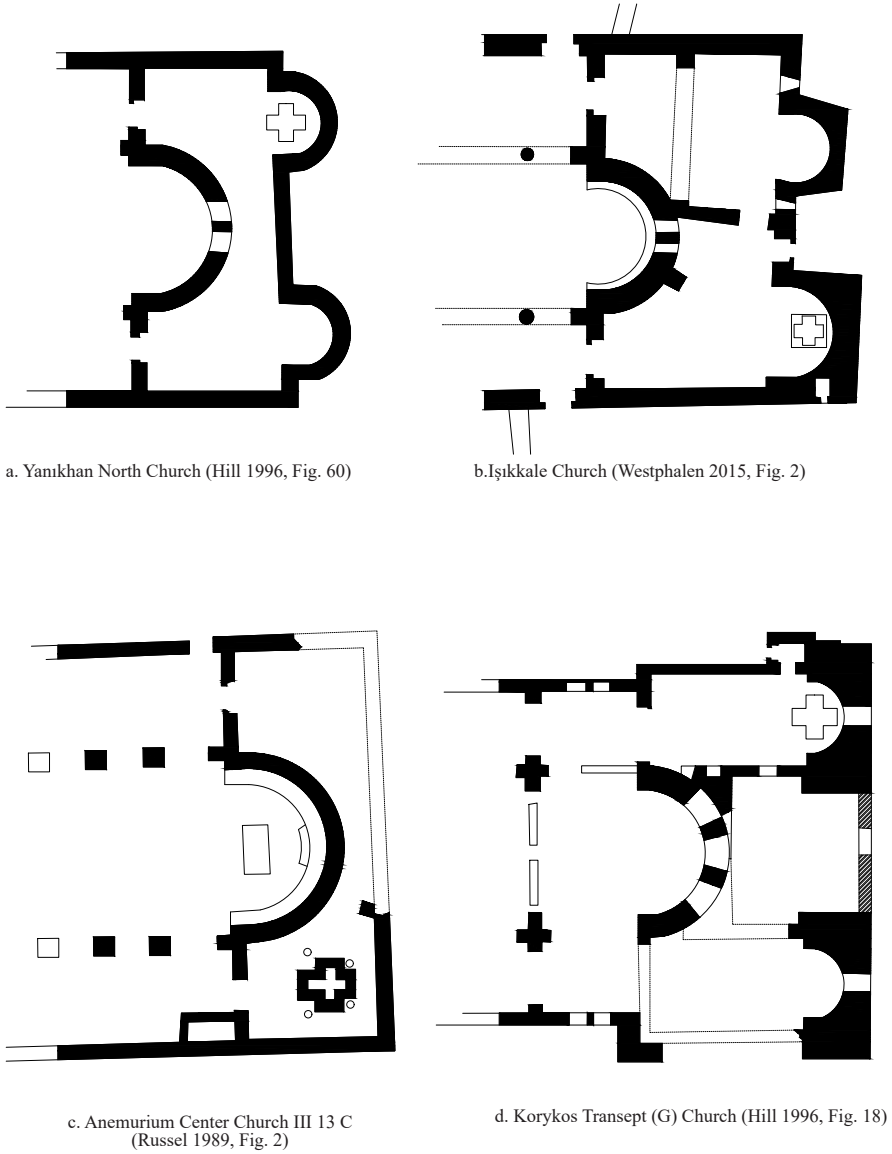 a. Yanıkhan North Church (Hill 1996, Fig. 60)
b.Işıkkale Church (Westphalen 2015, Fig. 2)
c. Anemurium Center Church III 13 C
(Russel 1989, Fig. 2)
d. Korykos Transept (G) Church (Hill 1996, Fig. 18)